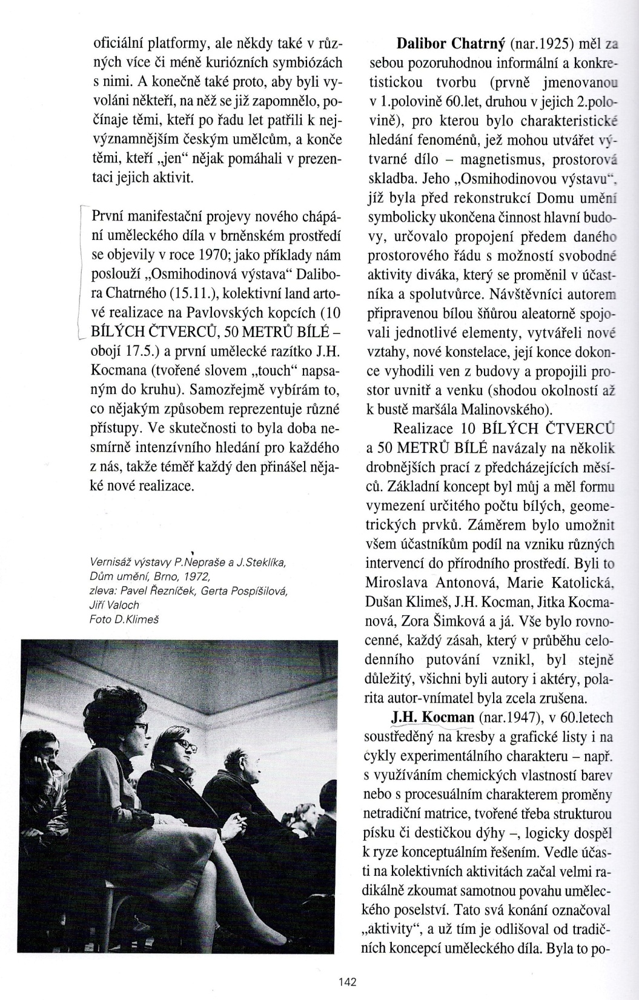 oficiální platformy, ale někdy také v růz-
ných více či méně kuriózních symbiózách
s nimi. A konečně také proto, aby byli vy-
voláni někteří, na něž se již zapomnělo, po-
čínaje těmi, kteří po řadu let patřili k nej-
významnějším českým umělcům, a konče
těmi, kteří „jen“ nějak pomáhali v prezen-
taci jejich aktivit.
První manifestační projevy nového chápá-
ní uměleckého díla v brněnském prostředí
se objevily v roce 1970; jako příklady nám
poslouží „Osmihodinová výstava“ Dalibo-
ra Chatrného (15.11.), kolektivní land arto-
vé realizace na Pavlovských kopcích (10
BÍLÝCH ČTVERCŮ, 50 METRŮ BÍLÉ –
obojí 17.5.) a první umělecké razítko J.H.
Kocmana (tvořené slovem „touch“ napsa-
ným do kruhu). Samozřejmě vybírám to,
co nějakým způsobem reprezentuje různé
přístupy. Ve skutečnosti to byla doba ne-
smírně intenzívního hledání pro každého
z nás, takže téměř každý den přinášel něja-
ké nové realizace.
Vernisáž výstavy P.Nepraše a J.Steklíka,
Dům umění, Brno, 1972,
zleva: Pavel Řezníček, Gerta Pospíšilová,
Jiří Valoch
Foto D.Klimeš
Dalibor Chatrný (nar.1925) měl za
sebou pozoruhodnou informální a konkre-
tistickou tvorbu (prvně jmenovanou
v 1.polovině 60.let, druhou v jejich 2.polo-
vině), pro kterou bylo charakteristické
hledání fenoménů, jež mohou utvářet vý-
tvarné dílo – magnetismus, prostorová
skladba. Jeho „Osmihodinovou výstavu“,
jíž byla před rekonstrukcí Domu umění
symbolicky ukončena činnost hlavní budo-
vy, určovalo propojení předem daného
prostorového řádu s možností svobodné
aktivity diváka, který se proměnil v účast-
níka a spolutvůrce. Návštěvníci autorem
připravenou bílou šňůrou aleatorně spojo-
vali jednotlivé elementy, vytvářeli nové
vztahy, nové konstelace, její konce dokon-
ce vyhodili ven z budovy a propojili pro-
stor uvnitř a venku (shodou okolností až
k bustě maršála Malinovského).
Realizace 10 BÍLÝCH ČTVERCŮ
a 50 METRŮ BÍLÉ navázaly na několik
drobnějších prací z předcházejících měsí-
ců. Základní koncept byl můj a měl formu
vymezení určitého počtu bílých, geome-
trických prvků. Záměrem bylo umožnit
všem účastníkům podíl na vzniku různých
intervencí do přírodního prostředí. Byli to
Miroslava Antonová, Marie Katolická,
Dušan Klimeš, J.H. Kocman, Jitka Kocma-
nová, Zora Šimková a já. Vše bylo rovno-
cenné, každý zásah, který v průběhu celo-
denního putování vznikl, byl stejně
důležitý, všichni byli autory i aktéry, pola-
rita autor-vnímatel byla zcela zrušena.
J.H. Kocman (nar.1947), v 60.letech
soustředěný na kresby a grafické listy i na
cykly experimentálního charakteru – např.
s využíváním chemických vlastností barev
nebo s procesuálním charakterem proměny
netradiční matrice, tvořené třeba strukturou
písku či destičkou dýhy –, logicky dospěl
k ryze konceptuálním řešením. Vedle účas-
ti na kolektivních aktivitách začal velmi ra-
dikálně zkoumat samotnou povahu umělec-
kého poselství. Tato svá konání označoval
„aktivity“, a už tím je odlišoval od tradič-
ních koncepcí uměleckého díla. Byla to po-
142